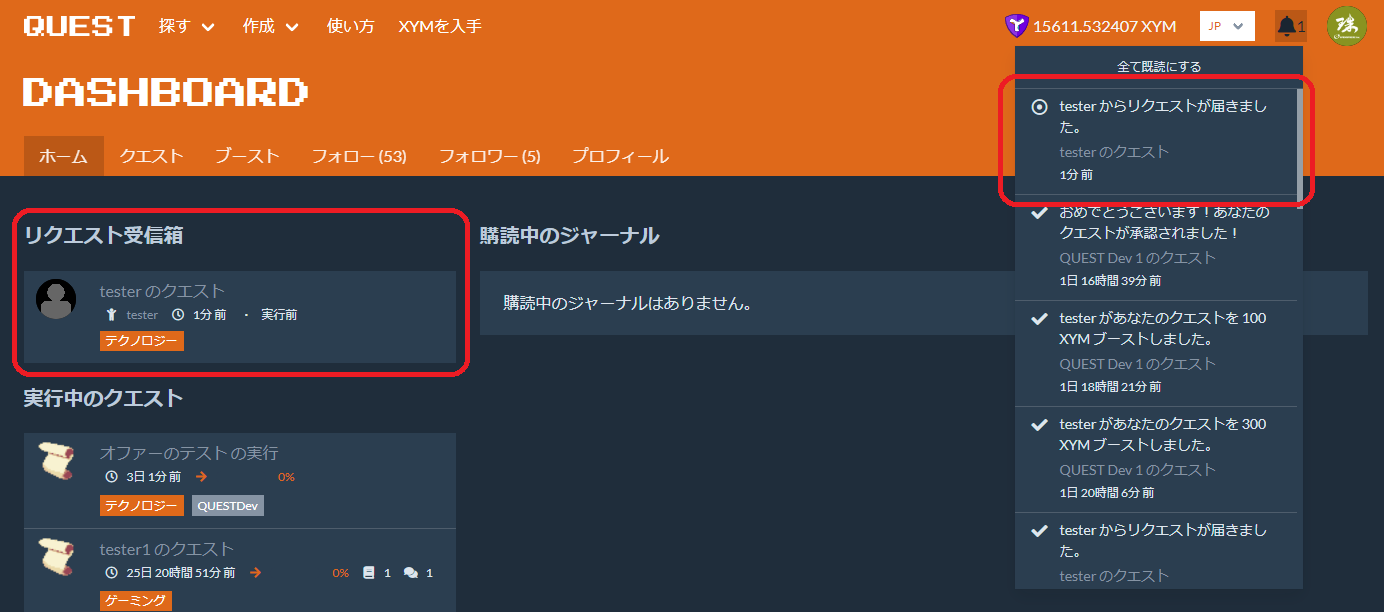 QUEST 探す 作成 使い方 XYMを入手 15611.532407 XYM JP 1
DASHBOARD
ホーム クエスト ブースト フォロー (53) フォロワー (5) プロフィール
リクエスト受信箱
tester のクエスト
tester 1分 前 ・ 実行前
テクノロジー
実行中のクエスト
オファーのテスト の実行
3日 1分 前 0%
テクノロジー QUESTDev
tester1 のクエスト
25日 20時間 51分 前 0% 1 1
ゲーミング
購読中のジャーナル
購読中のジャーナルはありません。
全て既読にする
tester からリクエストが届きまし
た。
tester のクエスト
1分 前
おめでとうございます！あなたの
クエストが承認されました！
QUEST Dev 1 のクエスト
1日 16時間 39分 前
tester があなたのクエストを 100
XYM ブーストしました。
QUEST Dev 1 のクエスト
1日 18時間 21分 前
tester があなたのクエストを 300
XYM ブーストしました。
QUEST Dev 1 のクエスト
1日 20時間 6分 前
tester からリクエストが届きまし
た。
tester のクエスト